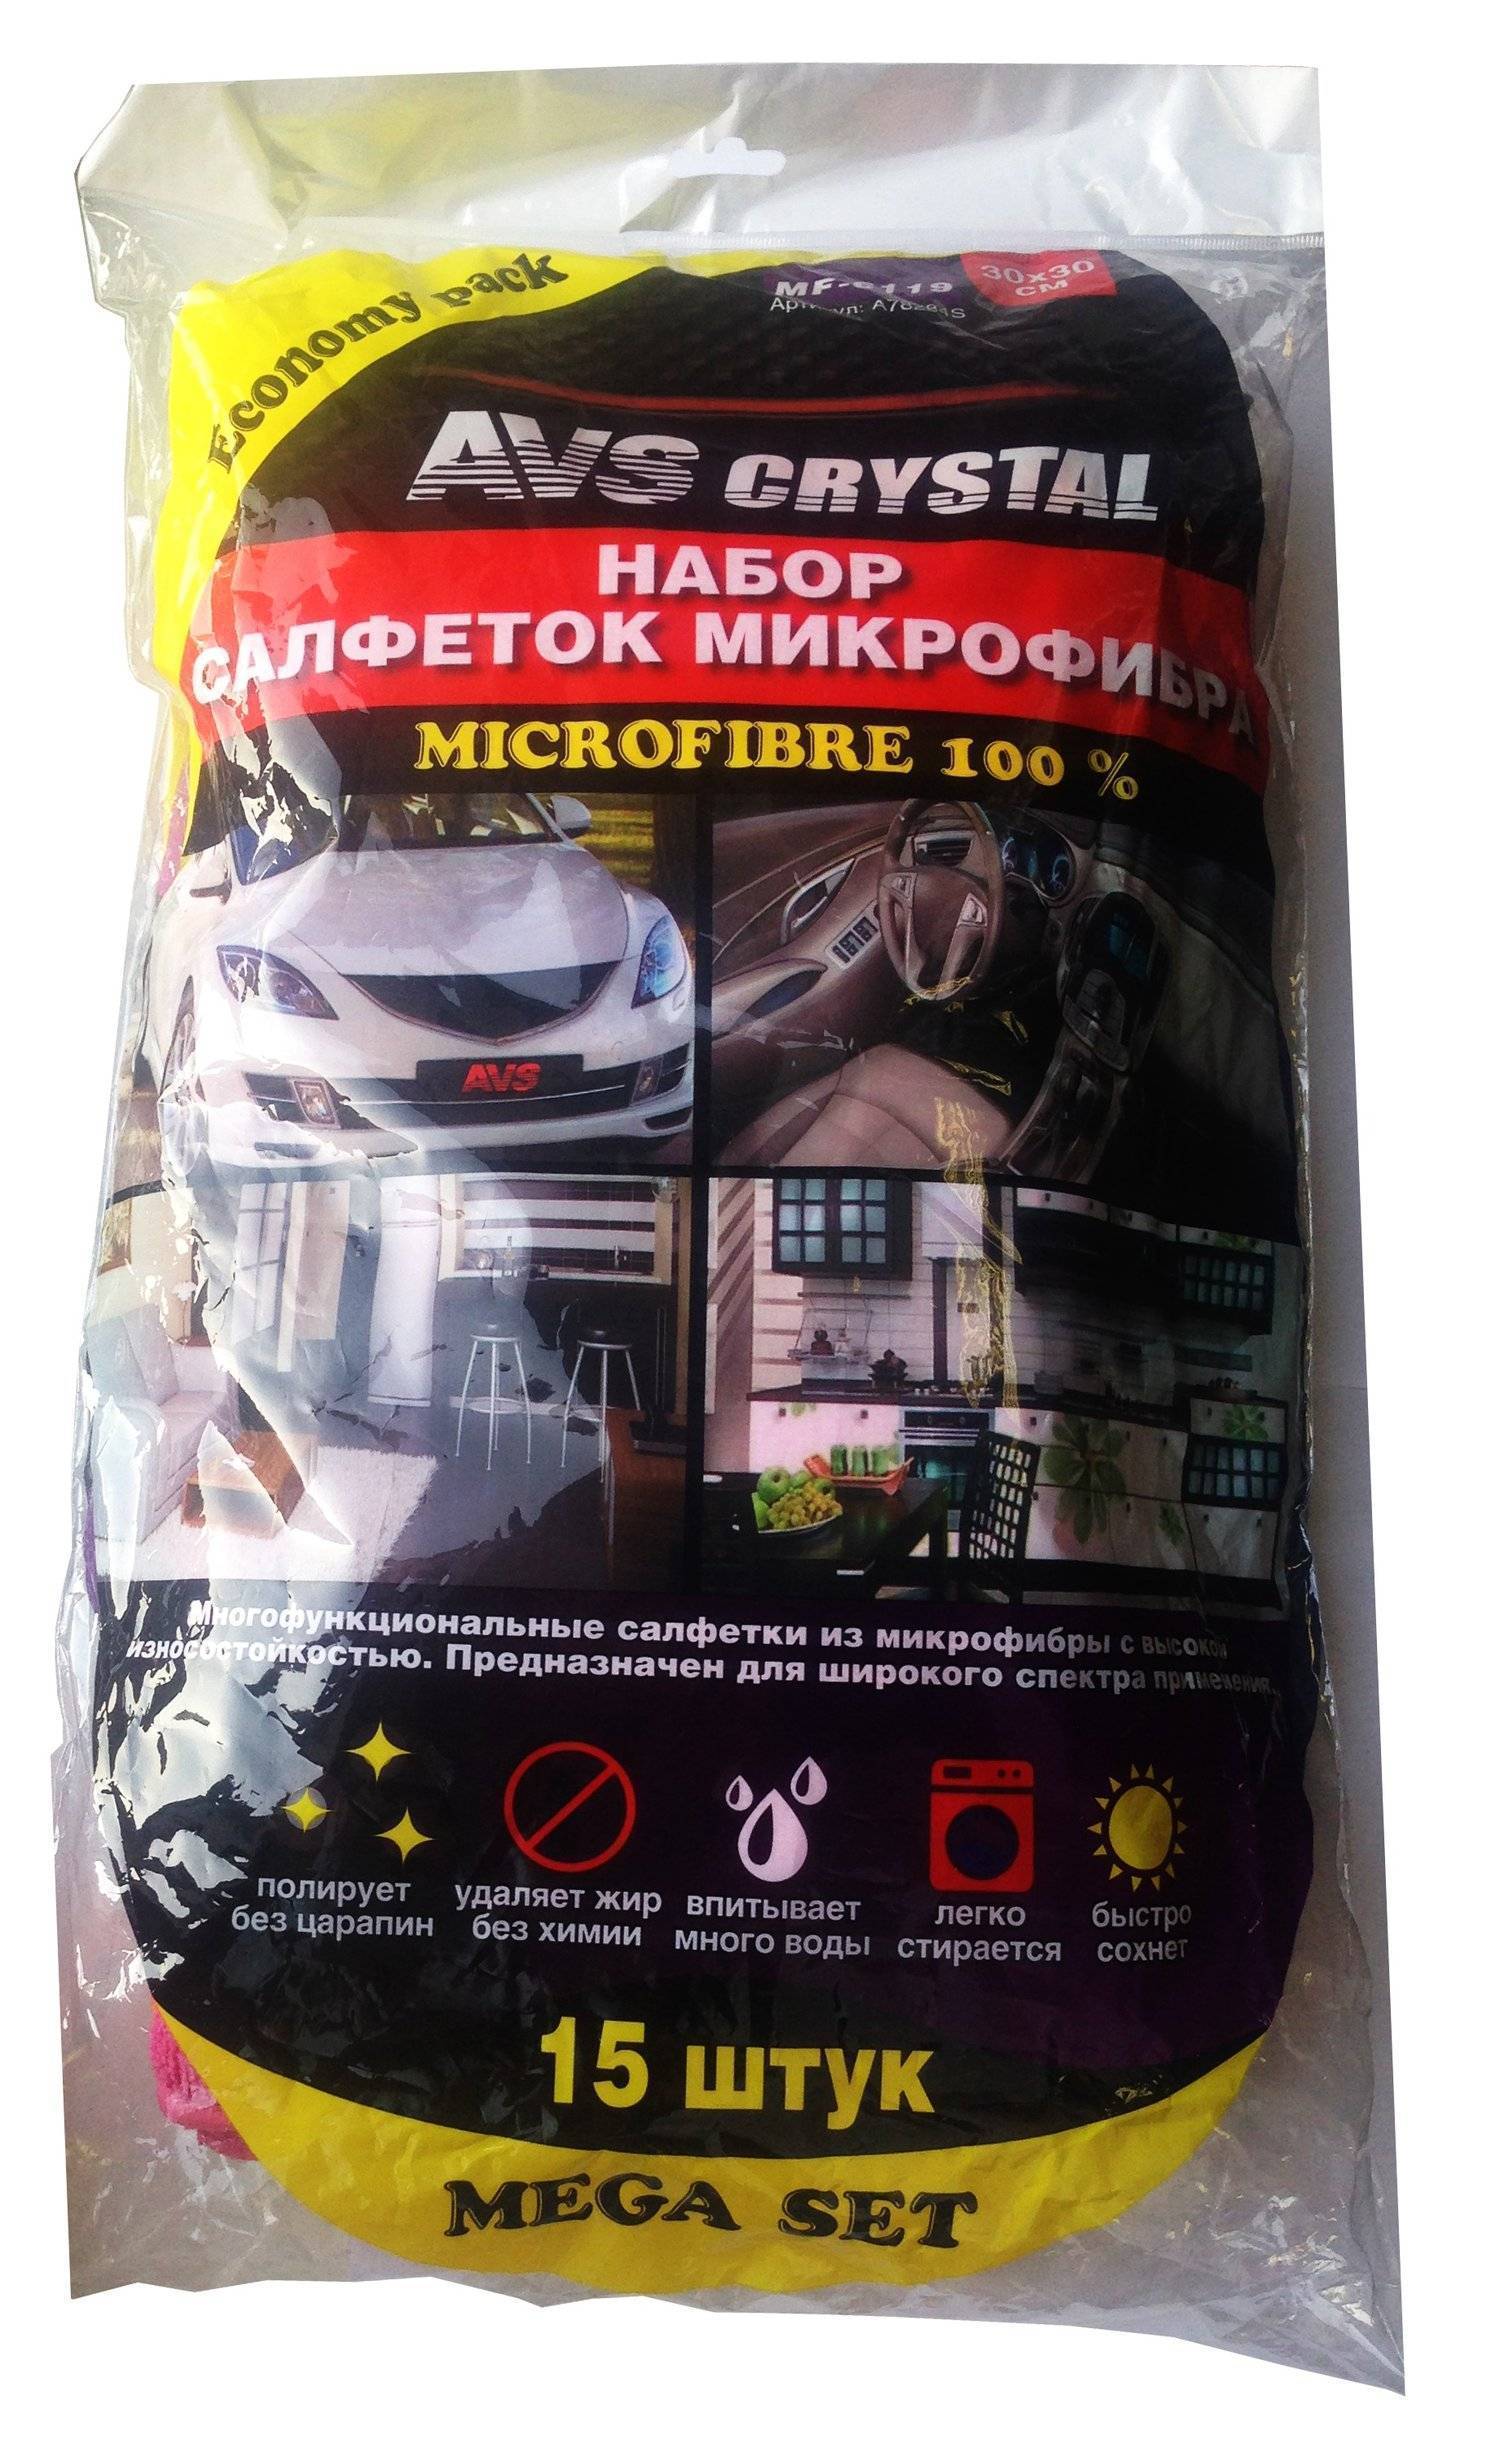 Economy pack
30x30
см
AVS CRYSTAL
НАБОР
САЛФЕТОК МИКРОФИБРА
MICROFIBRE 100 %
AVS
Многофункциональные салфетки из микрофибры с высокой
износостойкостью. Предназначен для широкого спектра применения.
полирует
без царапин
удаляет жир
без химии
впитывает
много воды
легко
стирается
быстро
сохнет
15 штук
MEGA SET